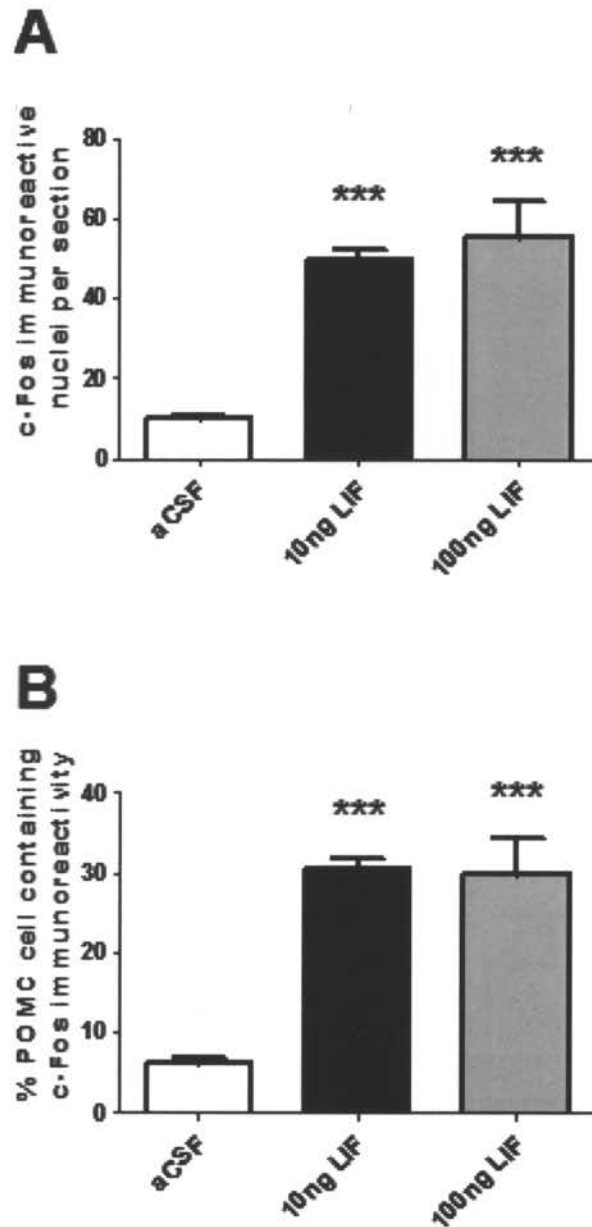 A
c-Fos immunoreactive
nuclei per section
80
60
40
20
0
***
***
aCSF
10ng LIF
100ng LIF
B
% POMC cell containing
c-Fos immunoreactivity
40
30
20
10
0
***
***
aCSF
10ng LIF
100ng LIF